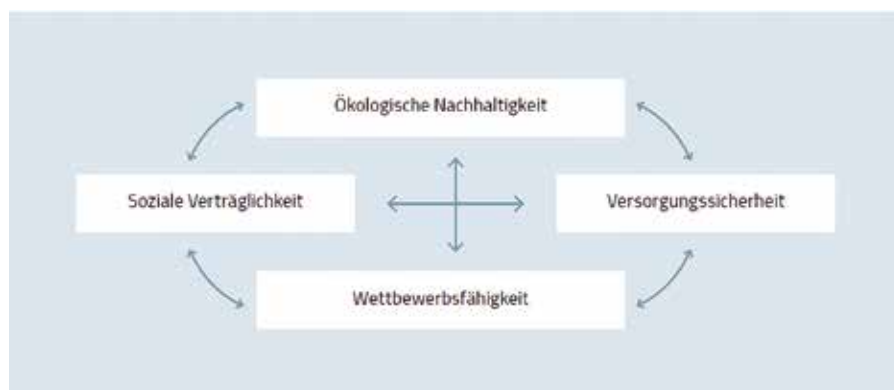 Ökologische Nachhaltigkeit
Soziale Verträglichkeit
Versorgungssicherheit
Wettbewerbsfähigkeit